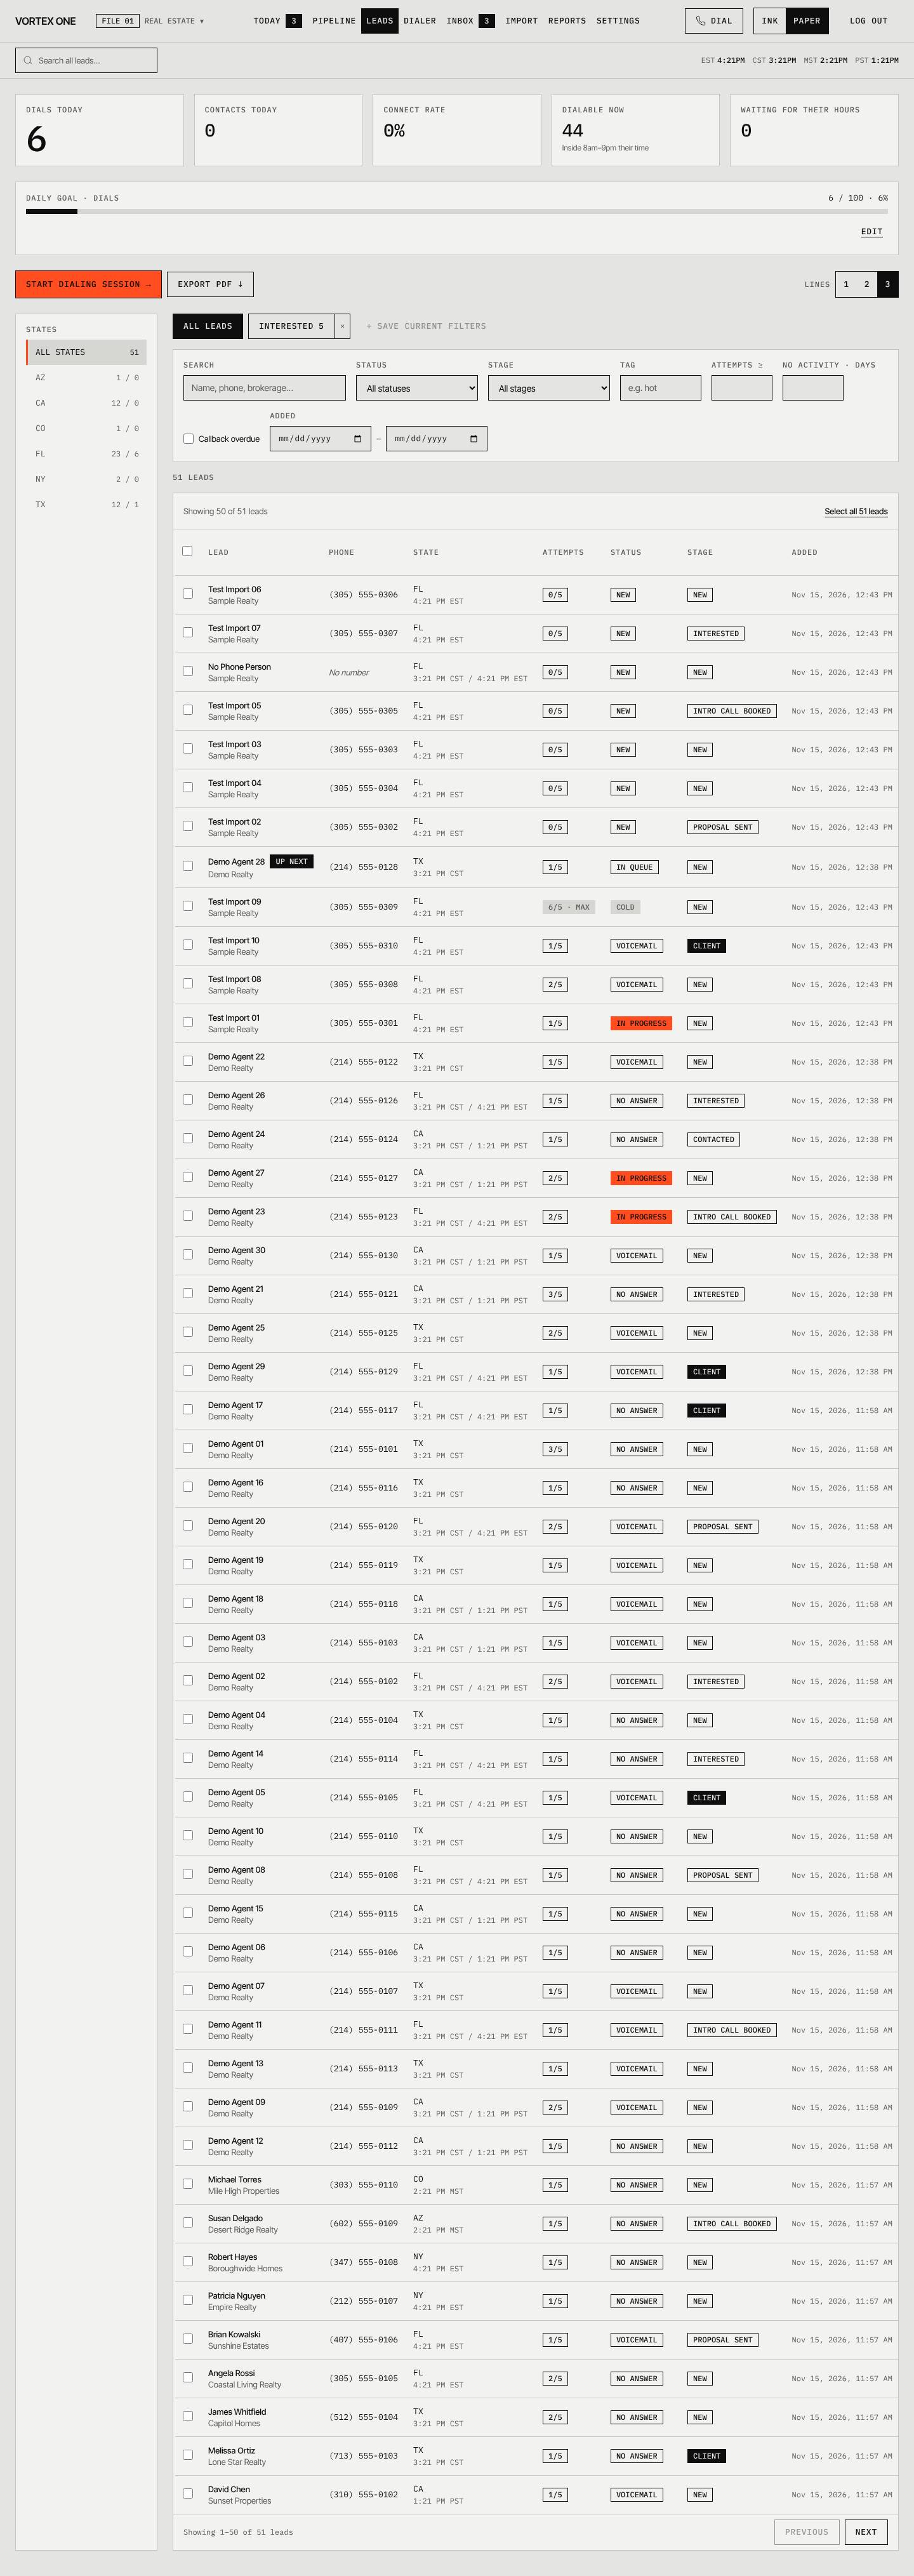 VORTEX ONE FILE 01 REAL ESTATE ▾ TODAY 3 PIPELINE LEADS DIALER INBOX 3 IMPORT REPORTS SETTINGS DIAL INK PAPER LOG OUT
Search all leads… EST 4:21PM CST 3:21PM MST 2:21PM PST 1:21PM
DIALS TODAY CONTACTS TODAY CONNECT RATE DIALABLE NOW WAITING FOR THEIR HOURS
6 0 0% 44 0
Inside 8am–9pm their time
DAILY GOAL · DIALS 6 / 100 · 6%
EDIT
START DIALING SESSION → EXPORT PDF ↓ LINES 1 2 3
STATES
ALL STATES 51
AZ 1 / 0
CA 12 / 0
CO 1 / 0
FL 23 / 6
NY 2 / 0
TX 12 / 1
ALL LEADS INTERESTED 5 × + SAVE CURRENT FILTERS
SEARCH STATUS STAGE TAG ATTEMPTS ≥ NO ACTIVITY · DAYS
Name, phone, brokerage… All statuses All stages e.g. hot
ADDED
Callback overdue mm/dd/yyyy – mm/dd/yyyy
51 LEADS
Showing 50 of 51 leads Select all 51 leads
LEAD PHONE STATE ATTEMPTS STATUS STAGE ADDED
Test Import 06 (305) 555-0306 FL 0/5 NEW NEW Nov 15, 2026, 12:43 PM
Sample Realty 4:21 PM EST
Test Import 07 (305) 555-0307 FL 0/5 NEW INTERESTED Nov 15, 2026, 12:43 PM
Sample Realty 4:21 PM EST
No Phone Person No number FL 0/5 NEW NEW Nov 15, 2026, 12:43 PM
Sample Realty 3:21 PM CST / 4:21 PM EST
Test Import 05 (305) 555-0305 FL 0/5 NEW INTRO CALL BOOKED Nov 15, 2026, 12:43 PM
Sample Realty 4:21 PM EST
Test Import 03 (305) 555-0303 FL 0/5 NEW NEW Nov 15, 2026, 12:43 PM
Sample Realty 4:21 PM EST
Test Import 04 (305) 555-0304 FL 0/5 NEW NEW Nov 15, 2026, 12:43 PM
Sample Realty 4:21 PM EST
Test Import 02 (305) 555-0302 FL 0/5 NEW PROPOSAL SENT Nov 15, 2026, 12:43 PM
Sample Realty 4:21 PM EST
Demo Agent 28 UP NEXT (214) 555-0128 TX 1/5 IN QUEUE NEW Nov 15, 2026, 12:38 PM
Demo Realty 3:21 PM CST
Test Import 09 (305) 555-0309 FL 6/5 · MAX COLD NEW Nov 15, 2026, 12:43 PM
Sample Realty 4:21 PM EST
Test Import 10 (305) 555-0310 FL 1/5 VOICEMAIL CLIENT Nov 15, 2026, 12:43 PM
Sample Realty 4:21 PM EST
Test Import 08 (305) 555-0308 FL 2/5 VOICEMAIL NEW Nov 15, 2026, 12:43 PM
Sample Realty 4:21 PM EST
Test Import 01 (305) 555-0301 FL 1/5 IN PROGRESS NEW Nov 15, 2026, 12:43 PM
Sample Realty 4:21 PM EST
Demo Agent 22 (214) 555-0122 TX 1/5 VOICEMAIL NEW Nov 15, 2026, 12:38 PM
Demo Realty 3:21 PM CST
Demo Agent 26 (214) 555-0126 FL 1/5 NO ANSWER INTERESTED Nov 15, 2026, 12:38 PM
Demo Realty 3:21 PM CST / 4:21 PM EST
Demo Agent 24 (214) 555-0124 CA 1/5 NO ANSWER CONTACTED Nov 15, 2026, 12:38 PM
Demo Realty 3:21 PM CST / 1:21 PM PST
Demo Agent 27 (214) 555-0127 CA 2/5 IN PROGRESS NEW Nov 15, 2026, 12:38 PM
Demo Realty 3:21 PM CST / 1:21 PM PST
Demo Agent 23 (214) 555-0123 FL 2/5 IN PROGRESS INTRO CALL BOOKED Nov 15, 2026, 12:38 PM
Demo Realty 3:21 PM CST / 4:21 PM EST
Demo Agent 30 (214) 555-0130 CA 1/5 VOICEMAIL NEW Nov 15, 2026, 12:38 PM
Demo Realty 3:21 PM CST / 1:21 PM PST
Demo Agent 21 (214) 555-0121 CA 3/5 NO ANSWER INTERESTED Nov 15, 2026, 12:38 PM
Demo Realty 3:21 PM CST / 1:21 PM PST
Demo Agent 25 (214) 555-0125 TX 2/5 VOICEMAIL NEW Nov 15, 2026, 12:38 PM
Demo Realty 3:21 PM CST
Demo Agent 29 (214) 555-0129 FL 1/5 VOICEMAIL CLIENT Nov 15, 2026, 12:38 PM
Demo Realty 3:21 PM CST / 4:21 PM EST
Demo Agent 17 (214) 555-0117 FL 1/5 NO ANSWER CLIENT Nov 15, 2026, 11:58 AM
Demo Realty 3:21 PM CST / 4:21 PM EST
Demo Agent 01 (214) 555-0101 TX 3/5 NO ANSWER NEW Nov 15, 2026, 11:58 AM
Demo Realty 3:21 PM CST
Demo Agent 16 (214) 555-0116 TX 1/5 NO ANSWER NEW Nov 15, 2026, 11:58 AM
Demo Realty 3:21 PM CST
Demo Agent 20 (214) 555-0120 FL 2/5 VOICEMAIL PROPOSAL SENT Nov 15, 2026, 11:58 AM
Demo Realty 3:21 PM CST / 4:21 PM EST
Demo Agent 19 (214) 555-0119 TX 1/5 VOICEMAIL NEW Nov 15, 2026, 11:58 AM
Demo Realty 3:21 PM CST
Demo Agent 18 (214) 555-0118 CA 1/5 VOICEMAIL NEW Nov 15, 2026, 11:58 AM
Demo Realty 3:21 PM CST / 1:21 PM PST
Demo Agent 03 (214) 555-0103 CA 1/5 VOICEMAIL NEW Nov 15, 2026, 11:58 AM
Demo Realty 3:21 PM CST / 1:21 PM PST
Demo Agent 02 (214) 555-0102 FL 2/5 VOICEMAIL INTERESTED Nov 15, 2026, 11:58 AM
Demo Realty 3:21 PM CST / 4:21 PM EST
Demo Agent 04 (214) 555-0104 TX 1/5 NO ANSWER NEW Nov 15, 2026, 11:58 AM
Demo Realty 3:21 PM CST
Demo Agent 14 (214) 555-0114 FL 1/5 NO ANSWER INTERESTED Nov 15, 2026, 11:58 AM
Demo Realty 3:21 PM CST / 4:21 PM EST
Demo Agent 05 (214) 555-0105 FL 1/5 VOICEMAIL CLIENT Nov 15, 2026, 11:58 AM
Demo Realty 3:21 PM CST / 4:21 PM EST
Demo Agent 10 (214) 555-0110 TX 1/5 NO ANSWER NEW Nov 15, 2026, 11:58 AM
Demo Realty 3:21 PM CST
Demo Agent 08 (214) 555-0108 FL 1/5 NO ANSWER PROPOSAL SENT Nov 15, 2026, 11:58 AM
Demo Realty 3:21 PM CST / 4:21 PM EST
Demo Agent 15 (214) 555-0115 CA 1/5 NO ANSWER NEW Nov 15, 2026, 11:58 AM
Demo Realty 3:21 PM CST / 1:21 PM PST
Demo Agent 06 (214) 555-0106 CA 1/5 NO ANSWER NEW Nov 15, 2026, 11:58 AM
Demo Realty 3:21 PM CST / 1:21 PM PST
Demo Agent 07 (214) 555-0107 TX 1/5 VOICEMAIL NEW Nov 15, 2026, 11:58 AM
Demo Realty 3:21 PM CST
Demo Agent 11 (214) 555-0111 FL 1/5 VOICEMAIL INTRO CALL BOOKED Nov 15, 2026, 11:58 AM
Demo Realty 3:21 PM CST / 4:21 PM EST
Demo Agent 13 (214) 555-0113 TX 1/5 VOICEMAIL NEW Nov 15, 2026, 11:58 AM
Demo Realty 3:21 PM CST
Demo Agent 09 (214) 555-0109 CA 2/5 VOICEMAIL NEW Nov 15, 2026, 11:58 AM
Demo Realty 3:21 PM CST / 1:21 PM PST
Demo Agent 12 (214) 555-0112 CA 1/5 NO ANSWER NEW Nov 15, 2026, 11:58 AM
Demo Realty 3:21 PM CST / 1:21 PM PST
Michael Torres (303) 555-0110 CO 1/5 NO ANSWER NEW Nov 15, 2026, 11:57 AM
Mile High Properties 2:21 PM MST
Susan Delgado (602) 555-0109 AZ 1/5 NO ANSWER INTRO CALL BOOKED Nov 15, 2026, 11:57 AM
Desert Ridge Realty 2:21 PM MST
Robert Hayes (347) 555-0108 NY 1/5 NO ANSWER NEW Nov 15, 2026, 11:57 AM
Boroughwide Homes 4:21 PM EST
Patricia Nguyen (212) 555-0107 NY 1/5 NO ANSWER NEW Nov 15, 2026, 11:57 AM
Empire Realty 4:21 PM EST
Brian Kowalski (407) 555-0106 FL 1/5 VOICEMAIL PROPOSAL SENT Nov 15, 2026, 11:57 AM
Sunshine Estates 4:21 PM EST
Angela Rossi (305) 555-0105 FL 2/5 NO ANSWER NEW Nov 15, 2026, 11:57 AM
Coastal Living Realty 4:21 PM EST
James Whitfield (512) 555-0104 TX 2/5 NO ANSWER NEW Nov 15, 2026, 11:57 AM
Capitol Homes 3:21 PM CST
Melissa Ortiz (713) 555-0103 TX 1/5 NO ANSWER CLIENT Nov 15, 2026, 11:57 AM
Lone Star Realty 3:21 PM CST
David Chen (310) 555-0102 CA 1/5 VOICEMAIL NEW Nov 15, 2026, 11:57 AM
Sunset Properties 1:21 PM PST
Showing 1–50 of 51 leads PREVIOUS NEXT